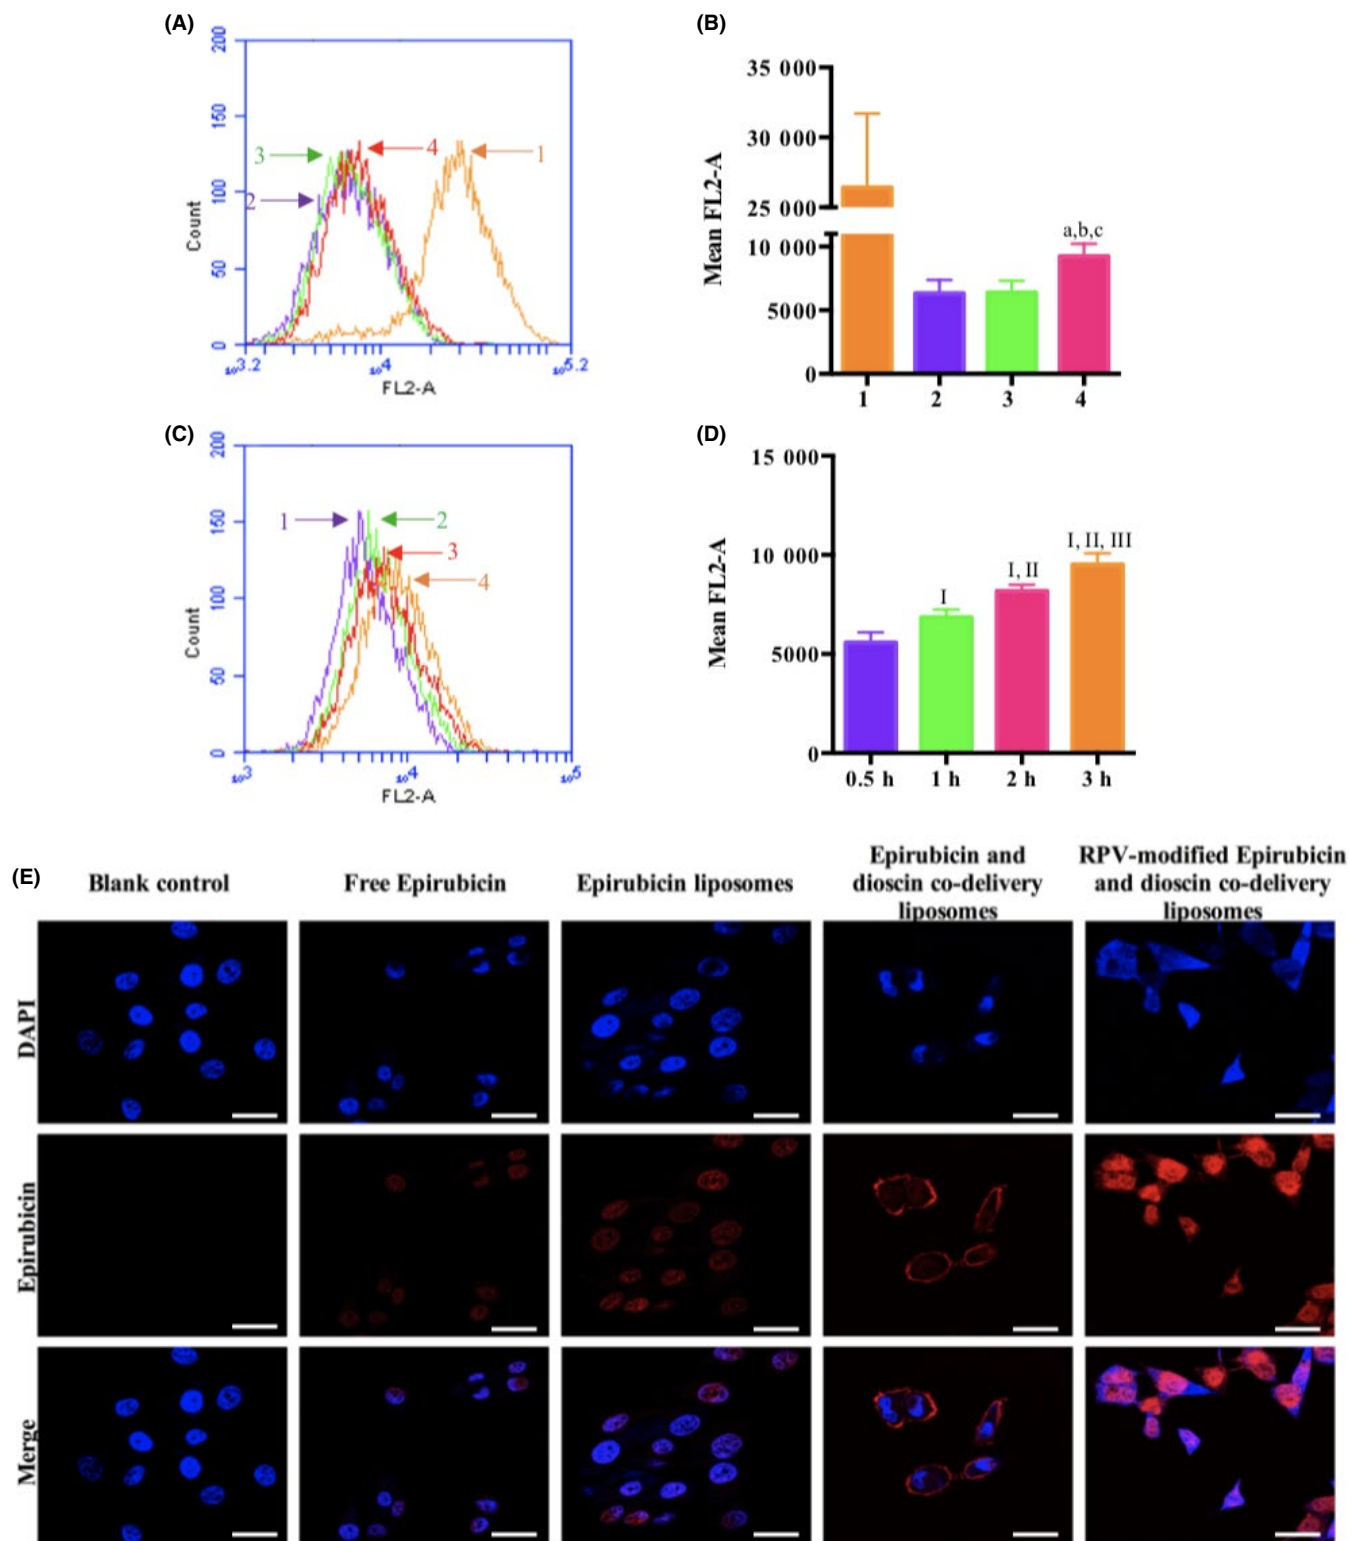 (A)
200
150
100
50
0
Count
3
4
1
2
10^3.2
10^4
10^5.2
FL2-A
(B)
35 000
30 000
25 000
10 000
5000
0
Mean FL2-A
a,b,c
1 2 3 4
(C)
200
150
100
50
0
Count
1
2
3
4
10^3
10^4
10^5
FL2-A
(D)
15 000
10 000
5000
0
Mean FL2-A
I
I, II
I, II, III
0.5 h 1 h 2 h 3 h
(E)
Blank control
Free Epirubicin
Epirubicin liposomes
Epirubicin and
dioscin co-delivery
liposomes
RPV-modified Epirubicin
and dioscin co-delivery
liposomes
DAPI
Epirubicin
Merge